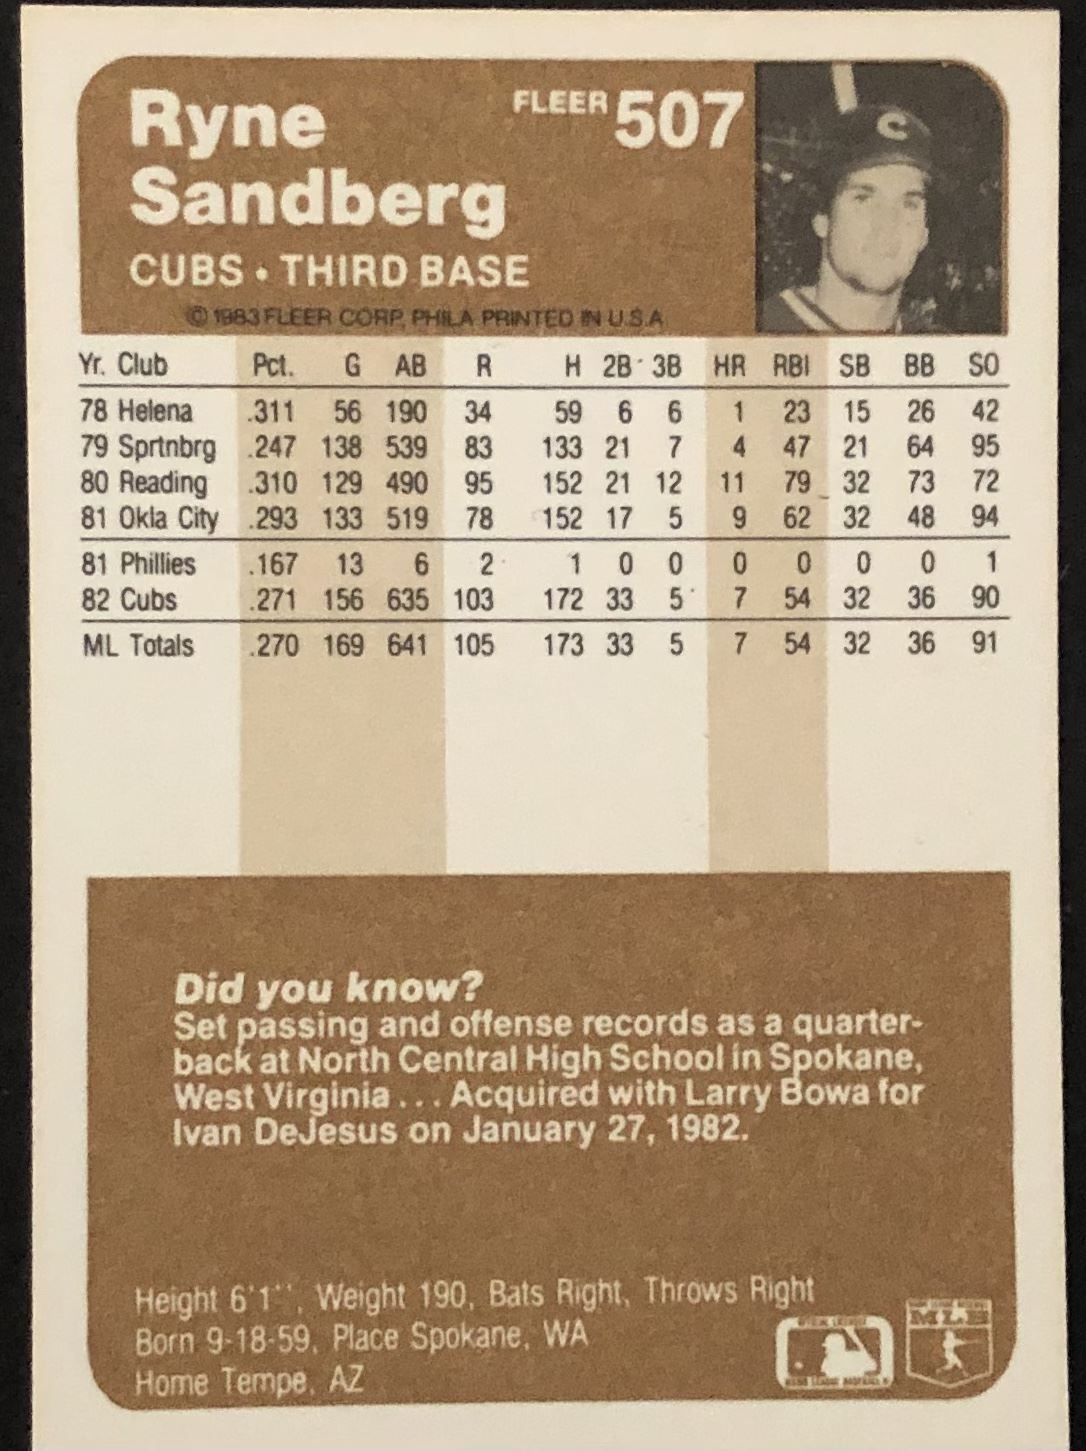 Ryne
FLEER 507
Sandberg
CUBS • THIRD BASE
© 1983 FLEER CORP. PHILA PRINTED IN U.S.A
C
Yr. Club Pct. G AB R H 2B 3B HR RBI SB BB SO
78 Helena .311 56 190 34 59 6 6 1 23 15 26 42
79 Sprtnbrg .247 138 539 83 133 21 7 4 47 21 64 95
80 Reading .310 129 490 95 152 21 12 11 79 32 73 72
81 Okla City .293 133 519 78 152 17 5 9 62 32 48 94
81 Phillies .167 13 6 2 1 0 0 0 0 0 0 1
82 Cubs .271 156 635 103 172 33 5 7 54 32 36 90
ML Totals .270 169 641 105 173 33 5 7 54 32 36 91
Did you know?
Set passing and offense records as a quarter-
back at North Central High School in Spokane,
West Virginia . . . Acquired with Larry Bowa for
Ivan DeJesus on January 27, 1982.
Height 6'1'', Weight 190, Bats Right, Throws Right
Born 9-18-59, Place Spokane, WA
Home Tempe, AZ